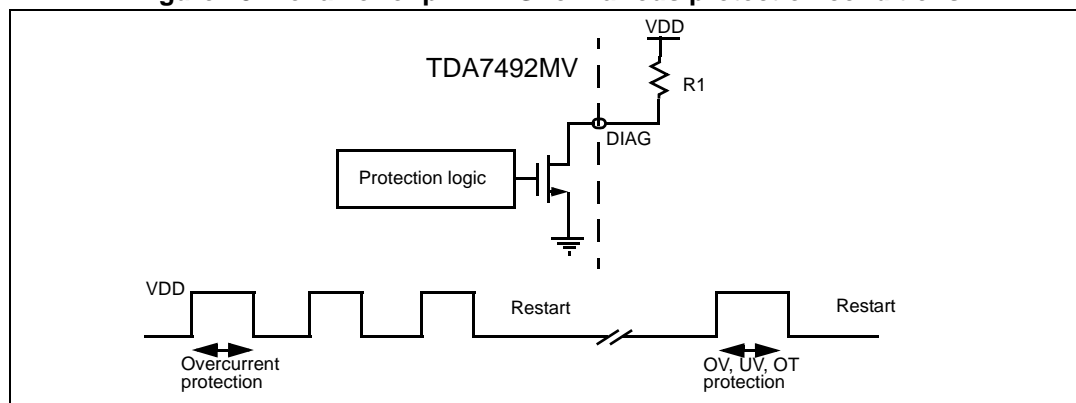 VDD
TDA7492MV
R1
DIAG
Protection logic
VDD
Restart
Restart
Overcurrent
protection
OV, UV, OT
protection